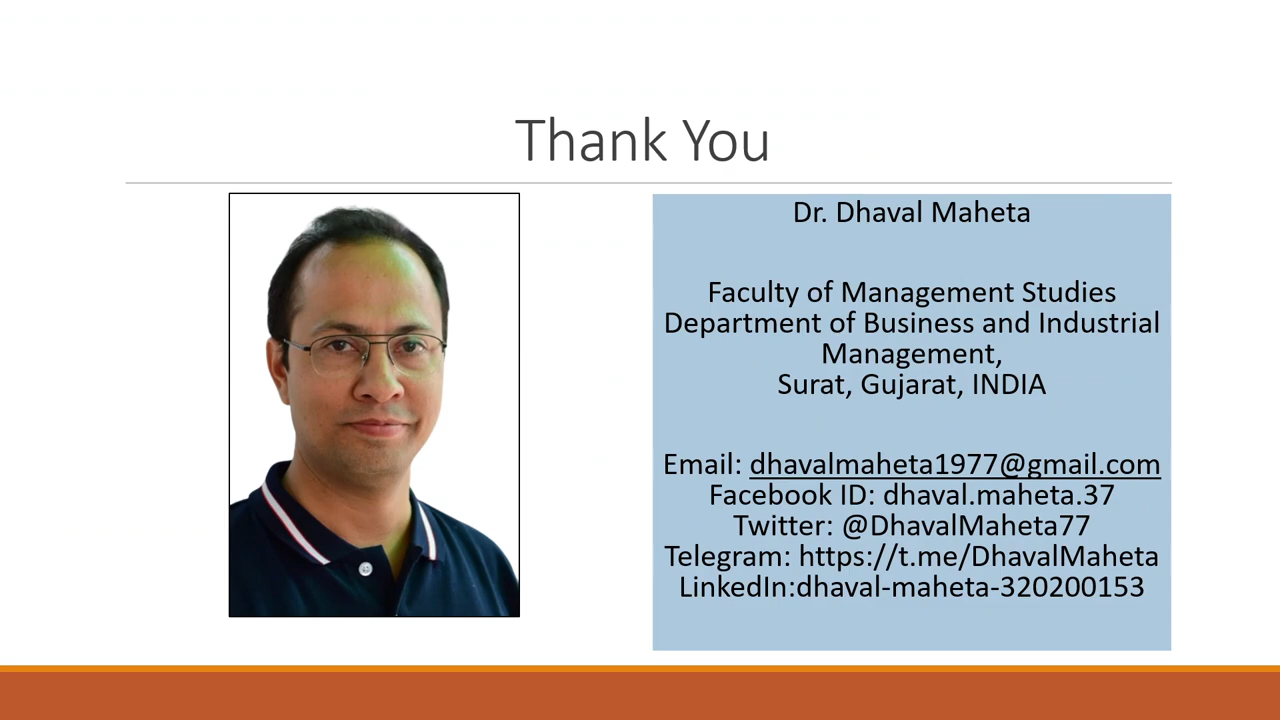 Thank You
Dr. Dhaval Maheta
Faculty of Management Studies
Department of Business and Industrial
Management,
Surat, Gujarat, INDIA
Email: dhavalmaheta1977@gmail.com
Facebook ID: dhaval.maheta.37
Twitter: @DhavalMaheta77
Telegram: https://t.me/DhavalMaheta
LinkedIn:dhaval-maheta-320200153